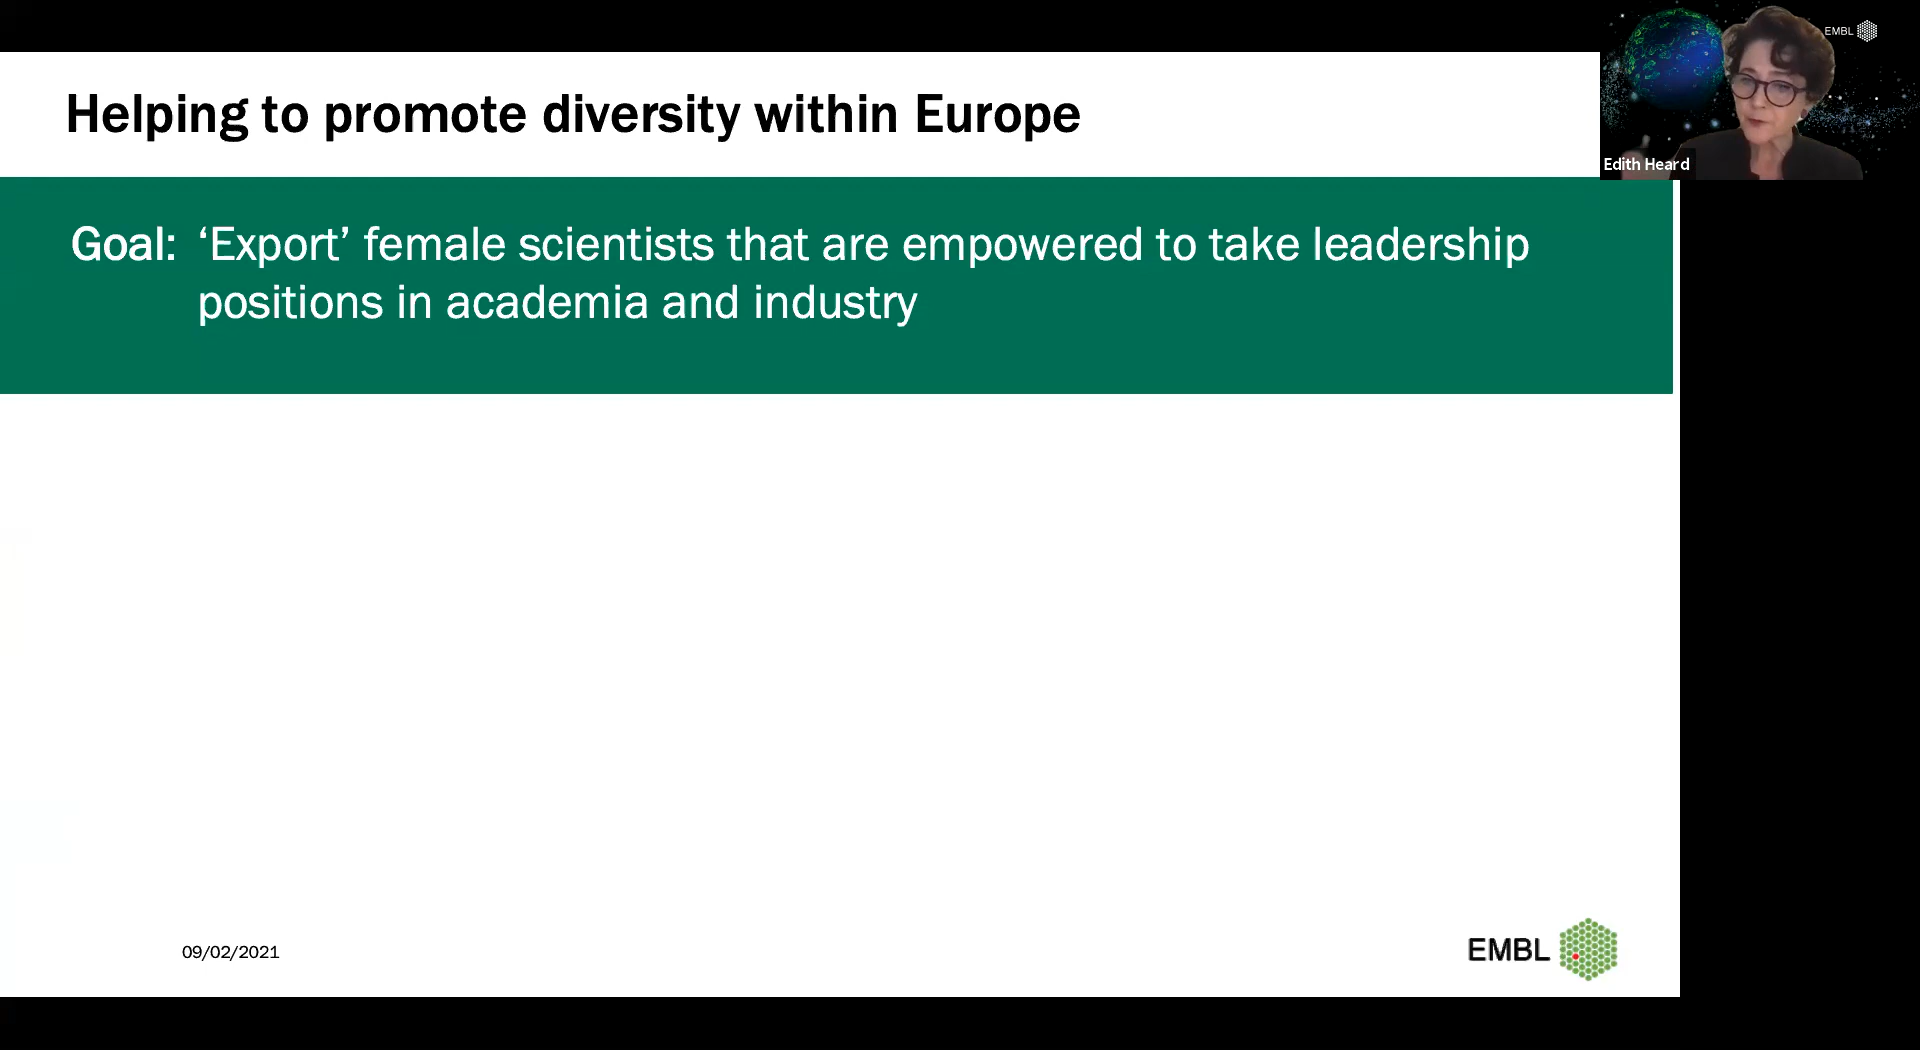 EMBL
Helping to promote diversity within Europe
Edith Heard
Goal: ‘Export’ female scientists that are empowered to take leadership
positions in academia and industry
09/02/2021
EMBL